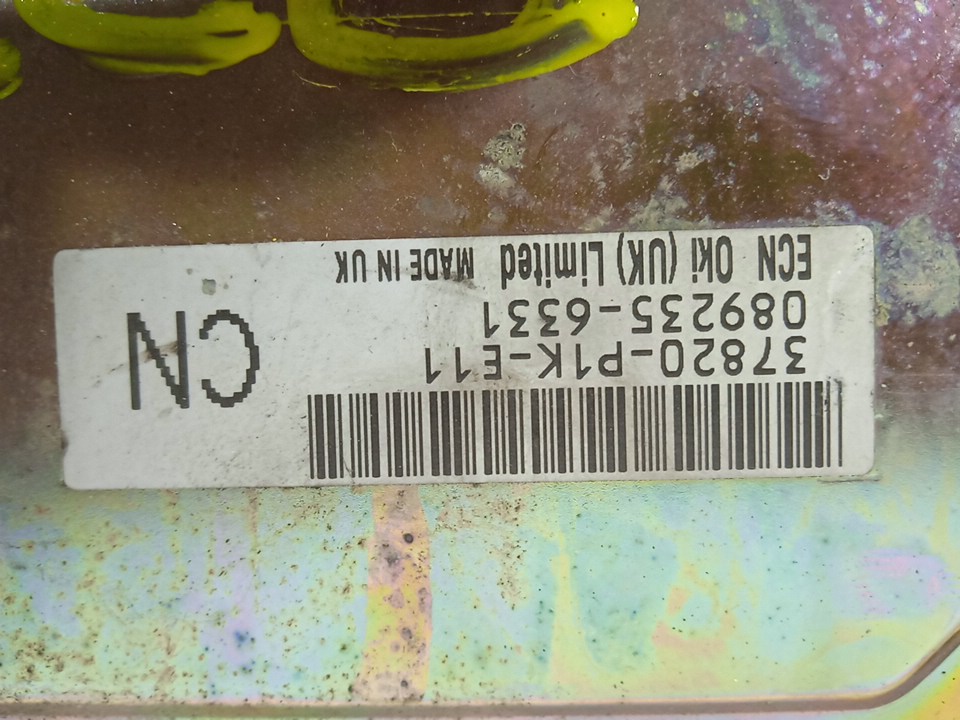 37820-P1K-E11
089235-6331
ECN Oki (UK) Limited MADE IN UK
CN